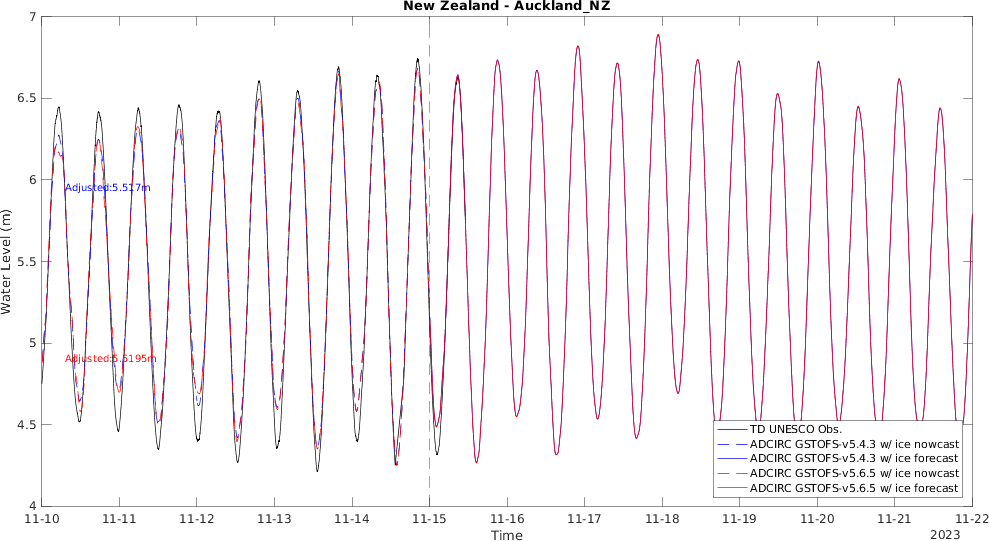 New Zealand - Auckland_NZ
7
6.5
6
5.5
5
4.5
4
Water Level (m)
Adjusted:5.517m
Adjusted:5.5195m
TD UNESCO Obs.
ADCIRC GSTOFS-v5.4.3 w/ ice nowcast
ADCIRC GSTOFS-v5.4.3 w/ ice forecast
ADCIRC GSTOFS-v5.6.5 w/ ice nowcast
ADCIRC GSTOFS-v5.6.5 w/ ice forecast
11-10 11-11 11-12 11-13 11-14 11-15 11-16 11-17 11-18 11-19 11-20 11-21 11-22
Time
2023